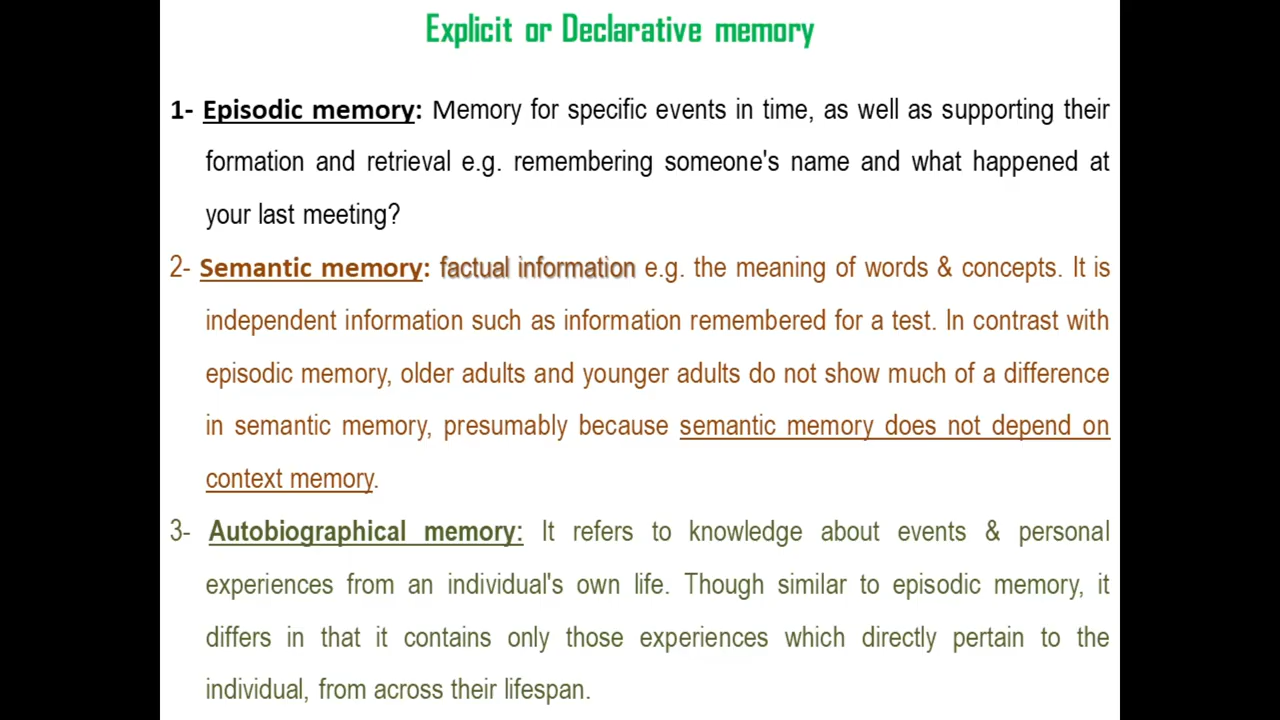 Explicit or Declarative memory
1- Episodic memory: Memory for specific events in time, as well as supporting their
formation and retrieval e.g. remembering someone's name and what happened at
your last meeting?
2- Semantic memory: factual information e.g. the meaning of words & concepts. It is
independent information such as information remembered for a test. In contrast with
episodic memory, older adults and younger adults do not show much of a difference
in semantic memory, presumably because semantic memory does not depend on
context memory.
3- Autobiographical memory: It refers to knowledge about events & personal
experiences from an individual's own life. Though similar to episodic memory, it
differs in that it contains only those experiences which directly pertain to the
individual, from across their lifespan.